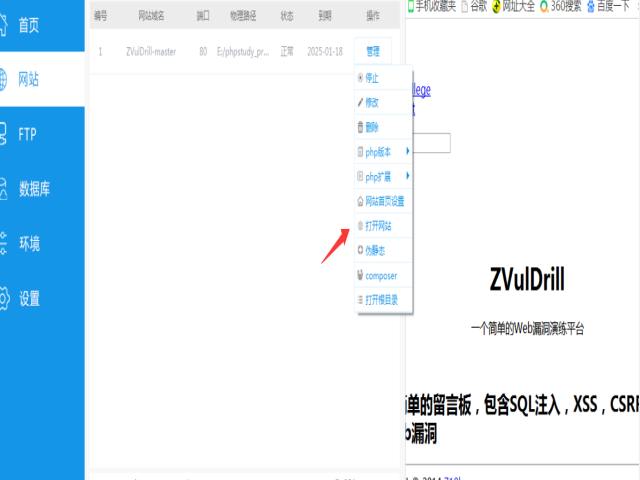 首页
网站
FTP
数据库
环境
设置
编号 网站域名 端口 物理路径 状态 到期 操作
1 ZVulDrill-master 80 E:/phpstudy_pr... 正常 2025-01-18 管理
停止
修改
删除
php版本
php扩展
网站首页设置
打开网站
伪静态
composer
打开根目录
手机收藏夹 谷歌 网址大全 360搜索 百度一下
ZVulDrill
一个简单的Web漏洞演练平台
单的留言板，包含SQL注入，XSS，CSRF
漏洞